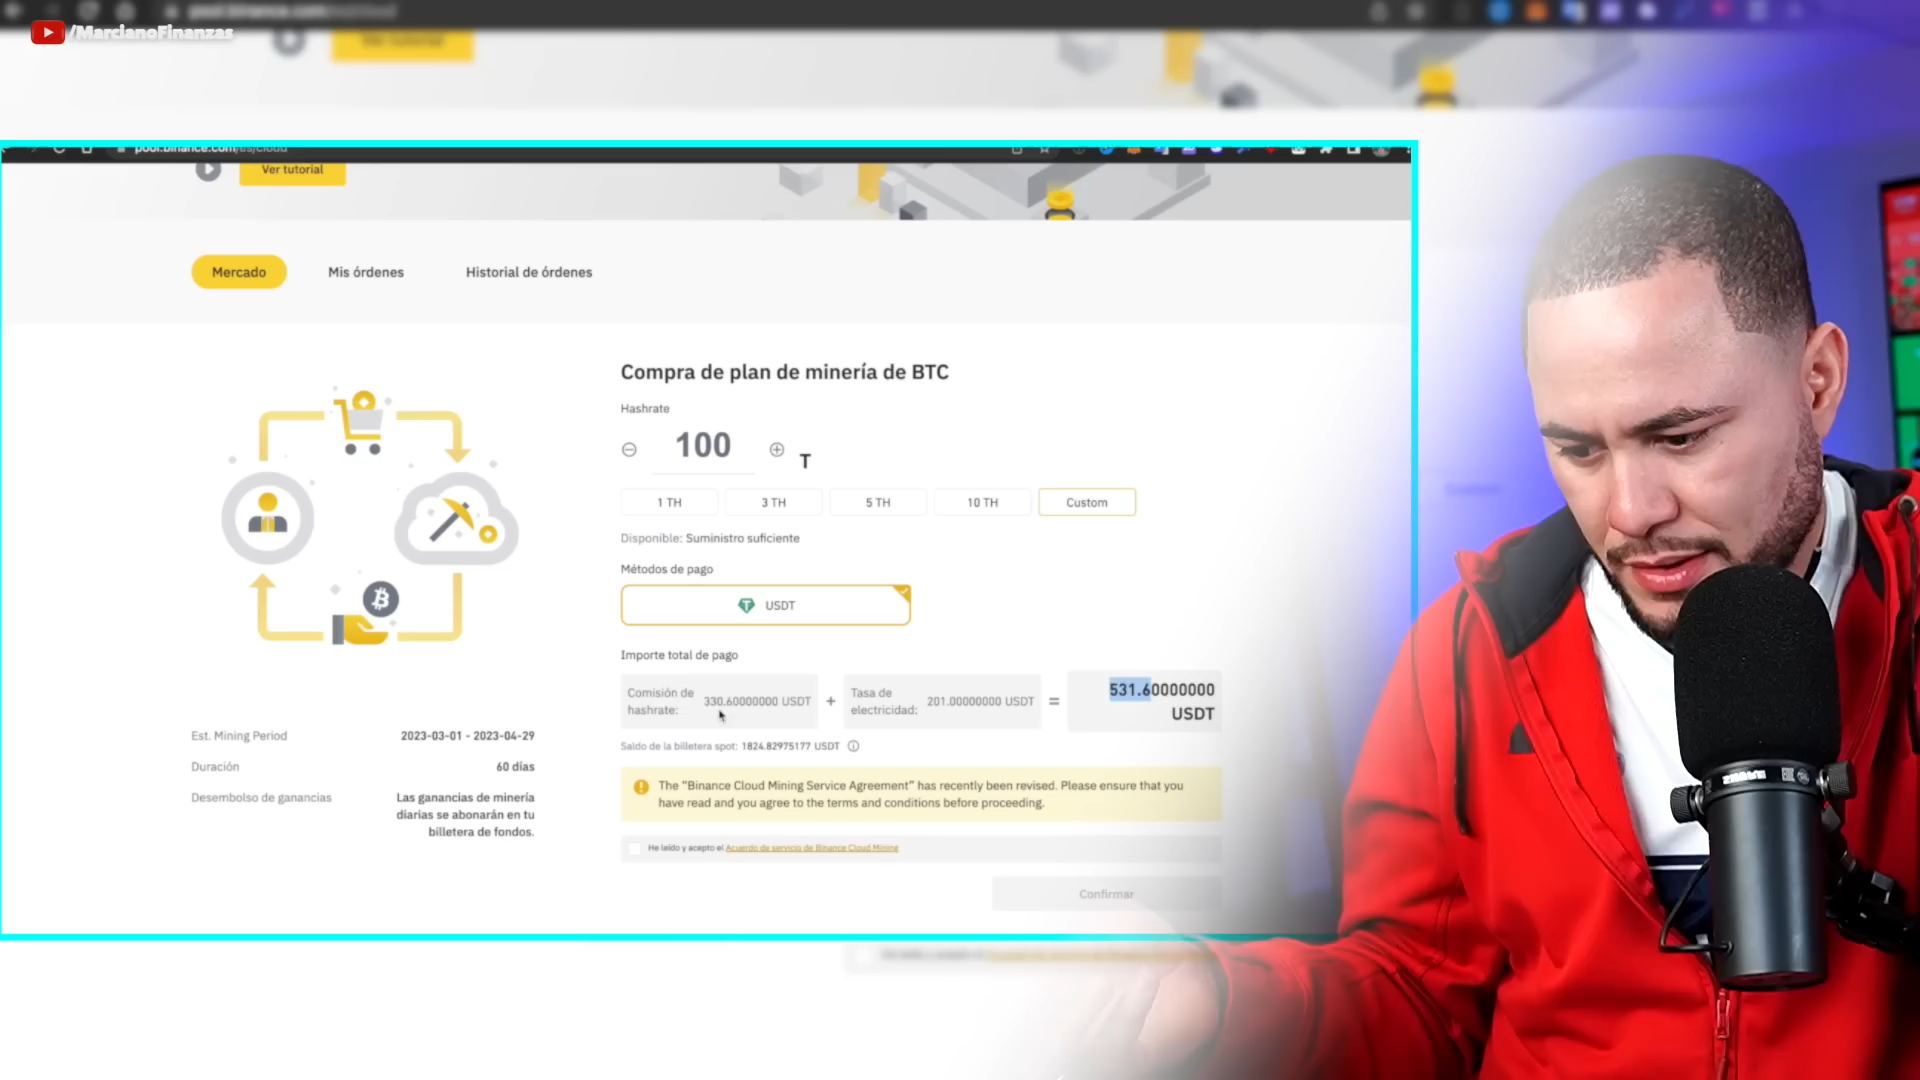 /MarcianoFinanzas
pool.binance.com/es/cloud
Ver tutorial
Mercado
Mis órdenes
Historial de órdenes
Compra de plan de minería de BTC
Hashrate
100
T
1 TH
3 TH
5 TH
10 TH
Custom
Disponible: Suministro suficiente
Métodos de pago
USDT
Importe total de pago
Comisión de
hashrate:
330.60000000 USDT
+
Tasa de
electricidad:
201.00000000 USDT
=
531.60000000
USDT
Saldo de la billetera spot: 1824.82975177 USDT
Est. Mining Period
2023-03-01 - 2023-04-29
Duración
60 días
Desembolso de ganancias
Las ganancias de minería
diarias se abonarán en tu
billetera de fondos.
The "Binance Cloud Mining Service Agreement" has recently been revised. Please ensure that you
have read and you agree to the terms and conditions before proceeding.
He leído y acepto el Acuerdo de servicio de Binance Cloud Mining
Confirmar